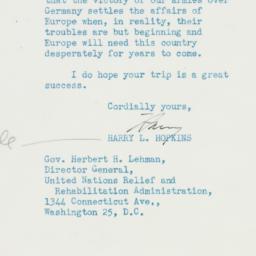 that the victory of our armies over
Germany settles the affairs of
Europe when, in reality, their
troubles are but beginning and
Europe will need this country
desperately for years to come.
I do hope your trip is a great
success.
Cordially yours,
Harry
HARRY L. HOPKINS
Gov. Herbert H. Lehman,
Director General,
United Nations Relief and
Rehabilitation Administration,
1344 Connecticut Ave.,
Washington 25, D.C.